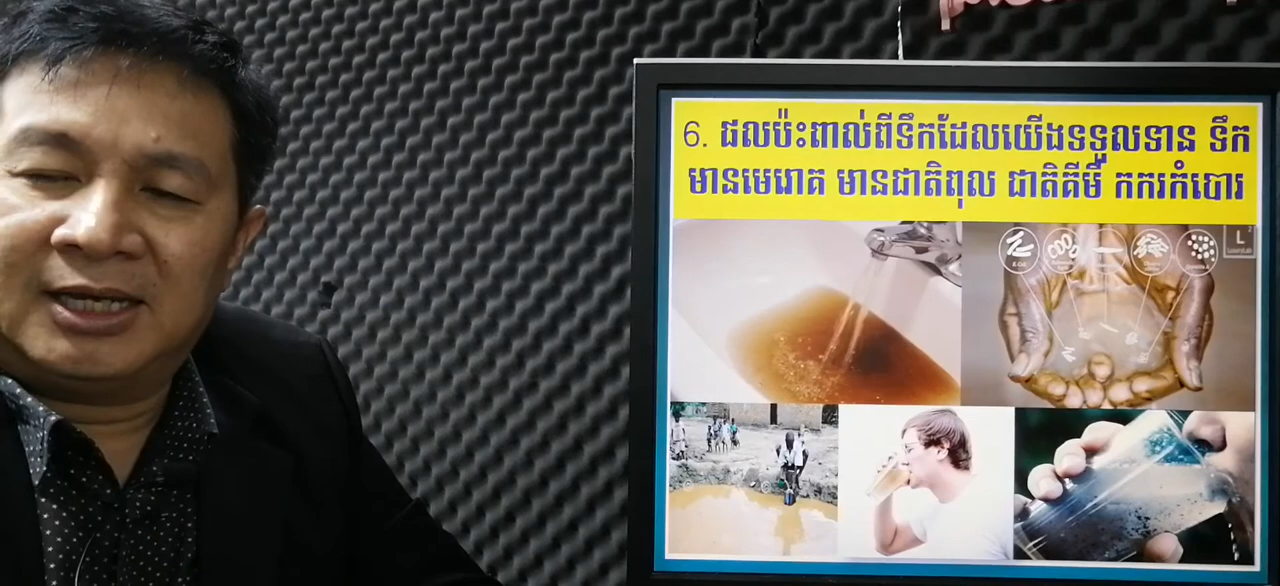 6. ផលប៉ះពាល់ពីទឹកដែលយើងទទួលទាន ទឹក
មានមេរោគ មានជាតិពុល ជាតិគីមី កករកំបោរ
L